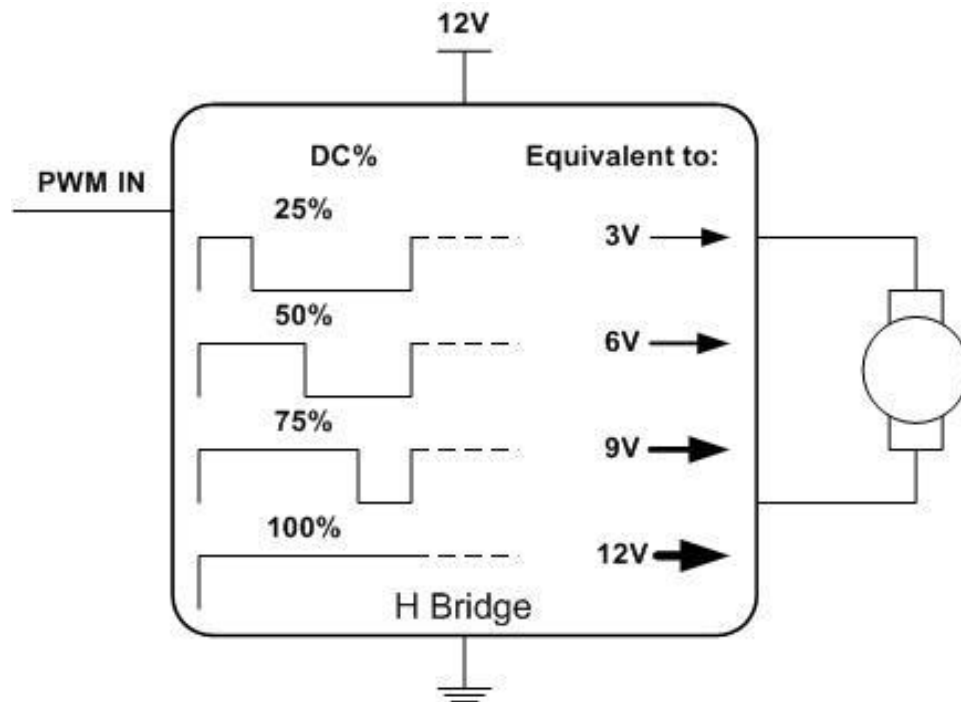 12V
DC% Equivalent to:
PWM IN
25%
3V
50%
6V
75%
9V
100%
12V
H Bridge